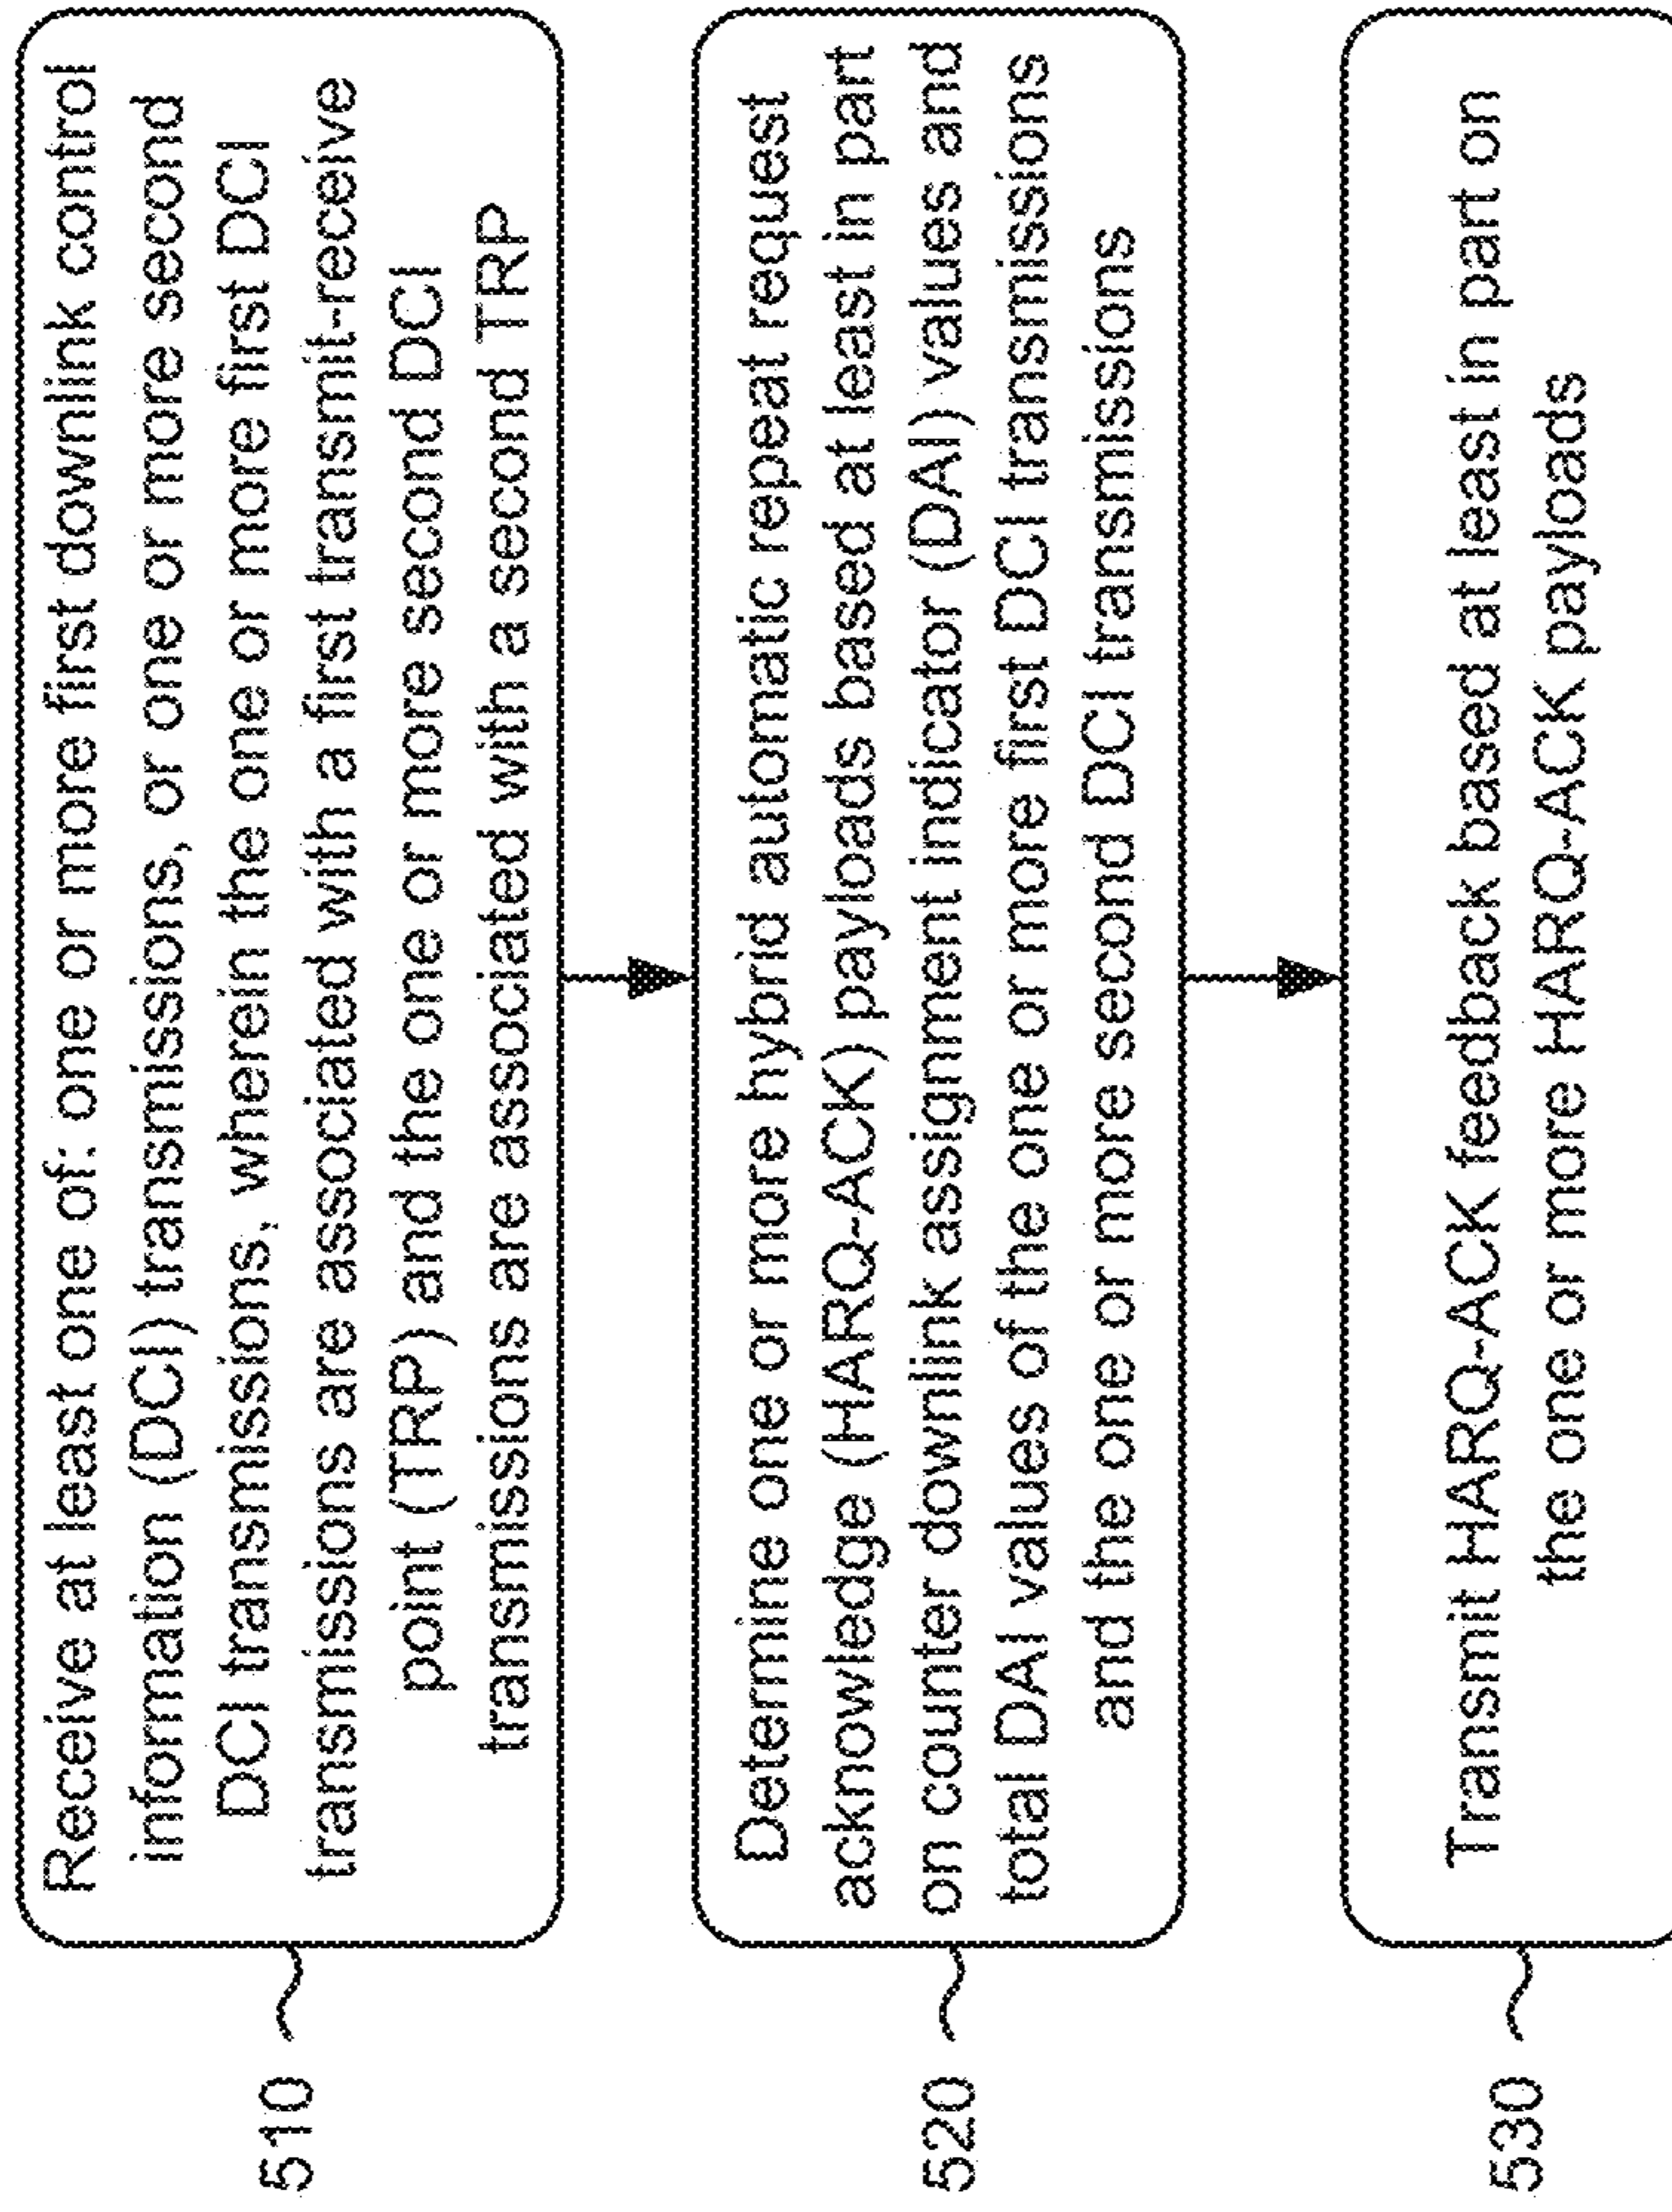 510
Receive at least one of: one or more first downlink control
information (DCI) transmissions, or one or more second
DCI transmissions, wherein the one or more first DCI
transmissions are associated with a first transmit-receive
point (TRP) and the one or more second DCI
transmissions are associated with a second TRP
520
Determine one or more hybrid automatic repeat request
acknowledge (HARQ-ACK) payloads based at least in part
on counter downlink assignment indicator (DAI) values and
total DAI values of the one or more first DCI transmissions
and the one or more second DCI transmissions
530
Transmit HARQ-ACK feedback based at least in part on
the one or more HARQ-ACK payloads